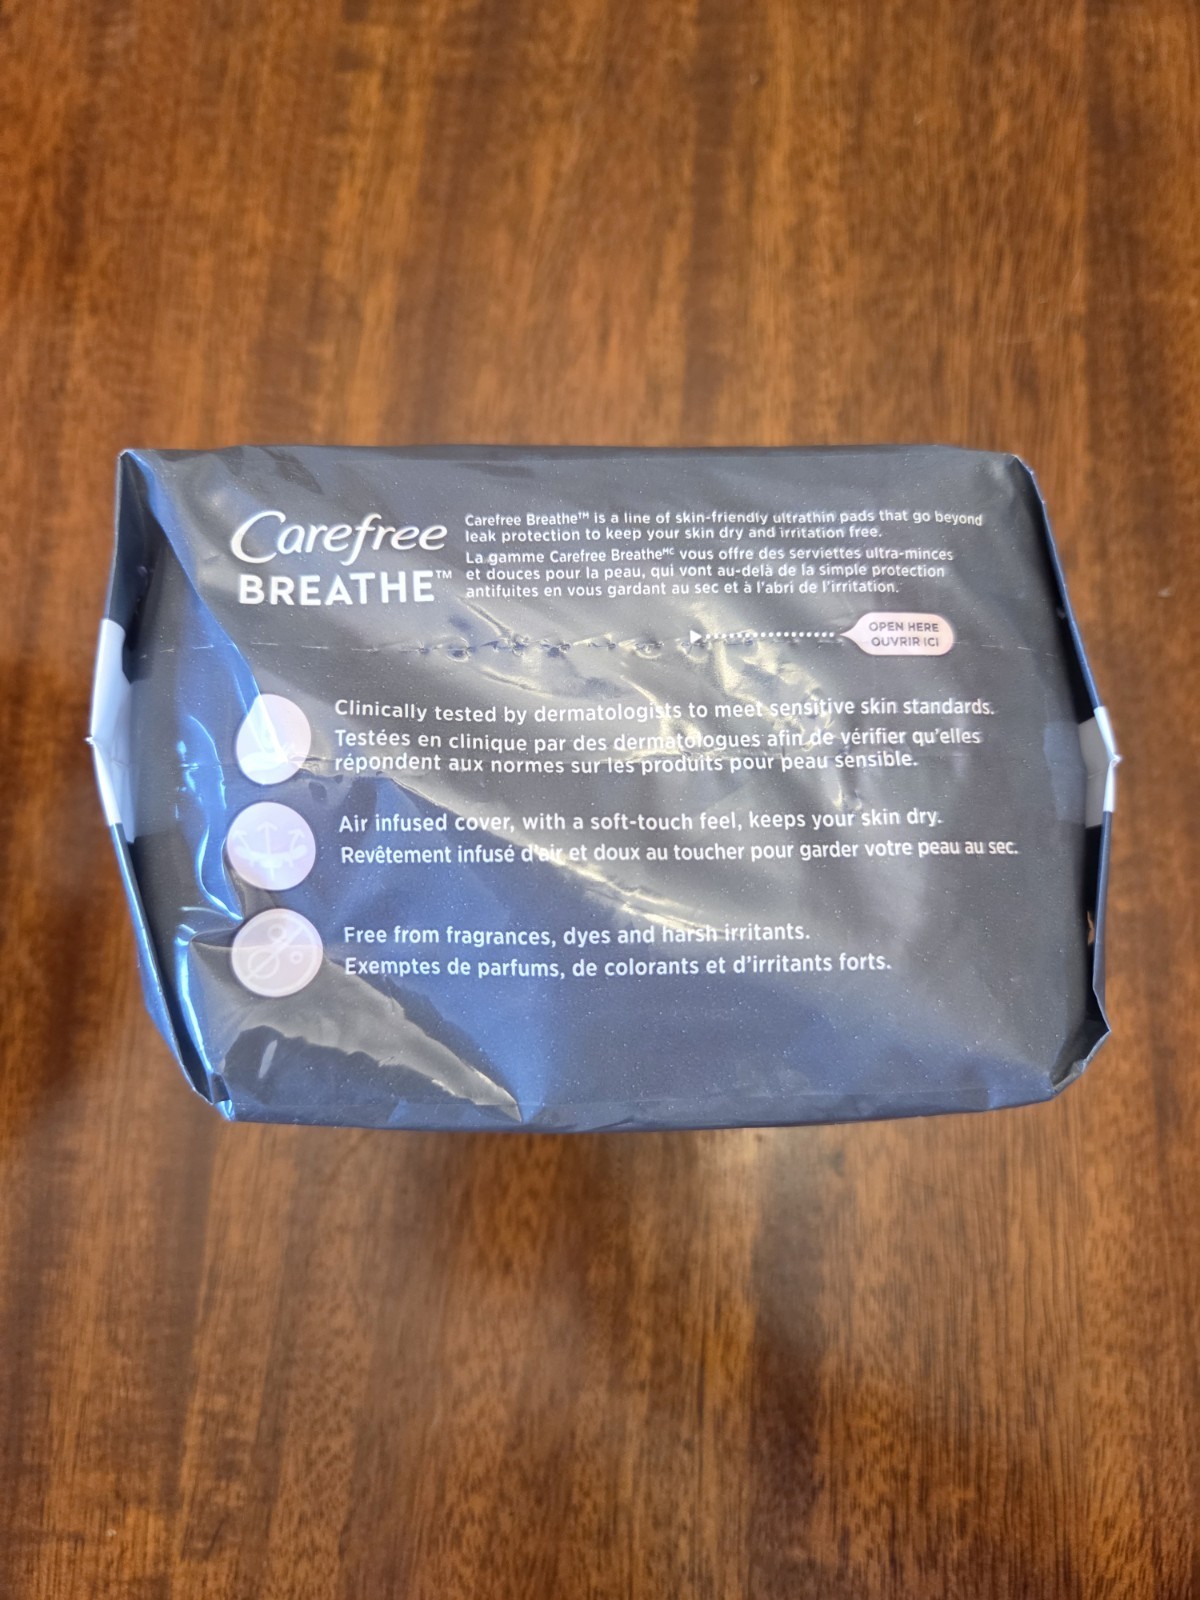 Carefree
BREATHE™
Carefree Breathe™ is a line of skin-friendly ultrathin pads that go beyond
leak protection to keep your skin dry and irritation free.
La gamme Carefree Breatheᴹᶜ vous offre des serviettes ultra-minces
et douces pour la peau, qui vont au-delà de la simple protection
antifuites en vous gardant au sec et à l'abri de l'irritation.
OPEN HERE
OUVRIR ICI
Clinically tested by dermatologists to meet sensitive skin standards.
Testées en clinique par des dermatologues afin de vérifier qu'elles
répondent aux normes sur les produits pour peau sensible.
Air infused cover, with a soft-touch feel, keeps your skin dry.
Revêtement infusé d'air et doux au toucher pour garder votre peau au sec.
Free from fragrances, dyes and harsh irritants.
Exemptes de parfums, de colorants et d'irritants forts.